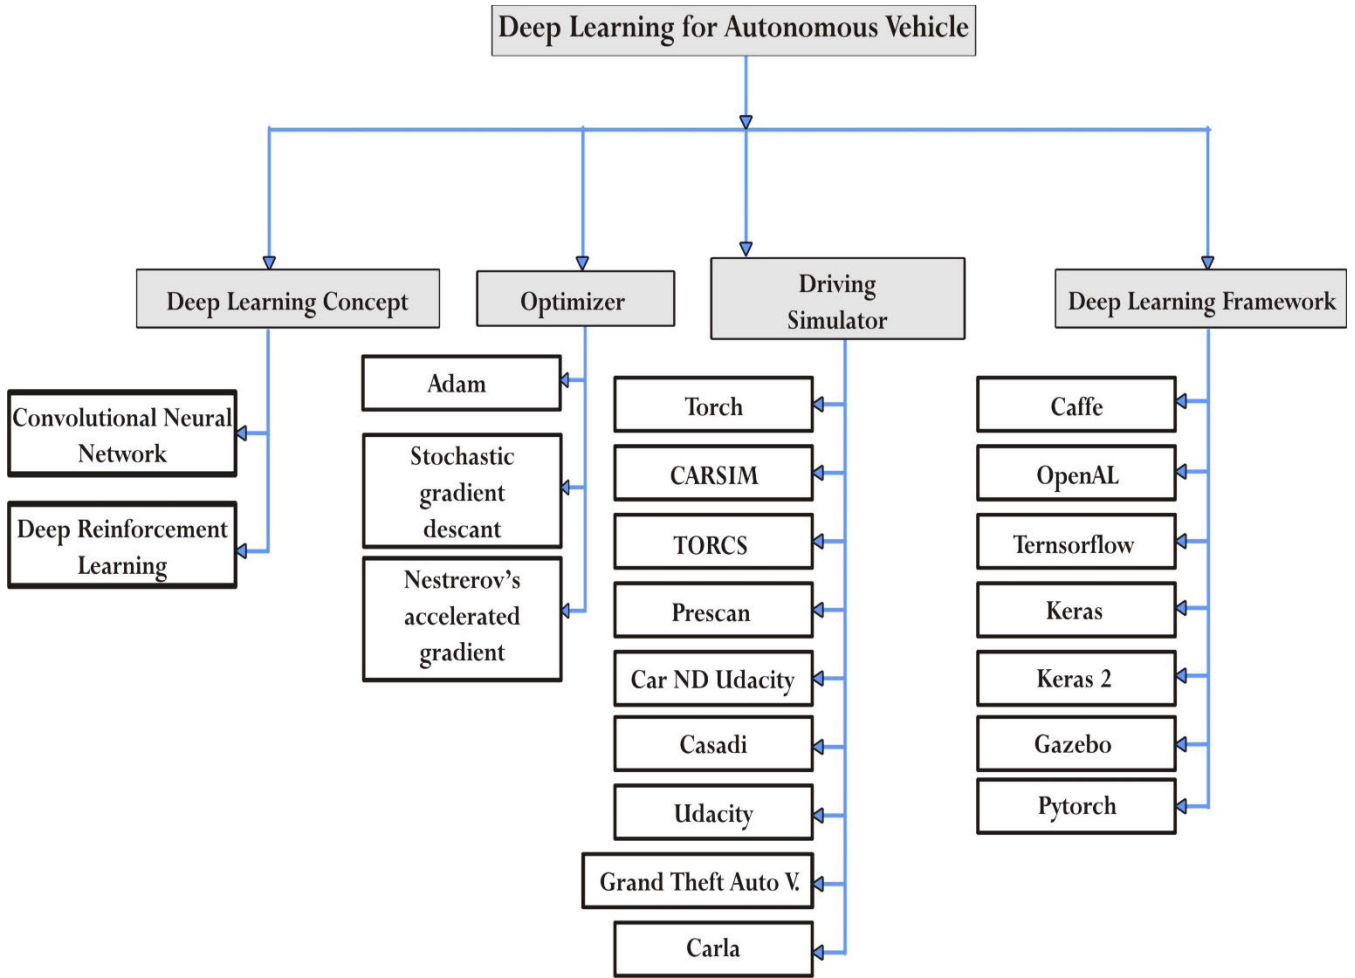 Deep Learning for Autonomous Vehicle
Deep Learning Concept
Convolutional Neural
Network
Deep Reinforcement
Learning
Optimizer
Adam
Stochastic
gradient
descant
Nestrerov's
accelerated
gradient
Driving
Simulator
Torch
CARSIM
TORCS
Prescan
Car ND Udacity
Casadi
Udacity
Grand Theft Auto V.
Carla
Deep Learning Framework
Caffe
OpenAL
Ternsorflow
Keras
Keras 2
Gazebo
Pytorch